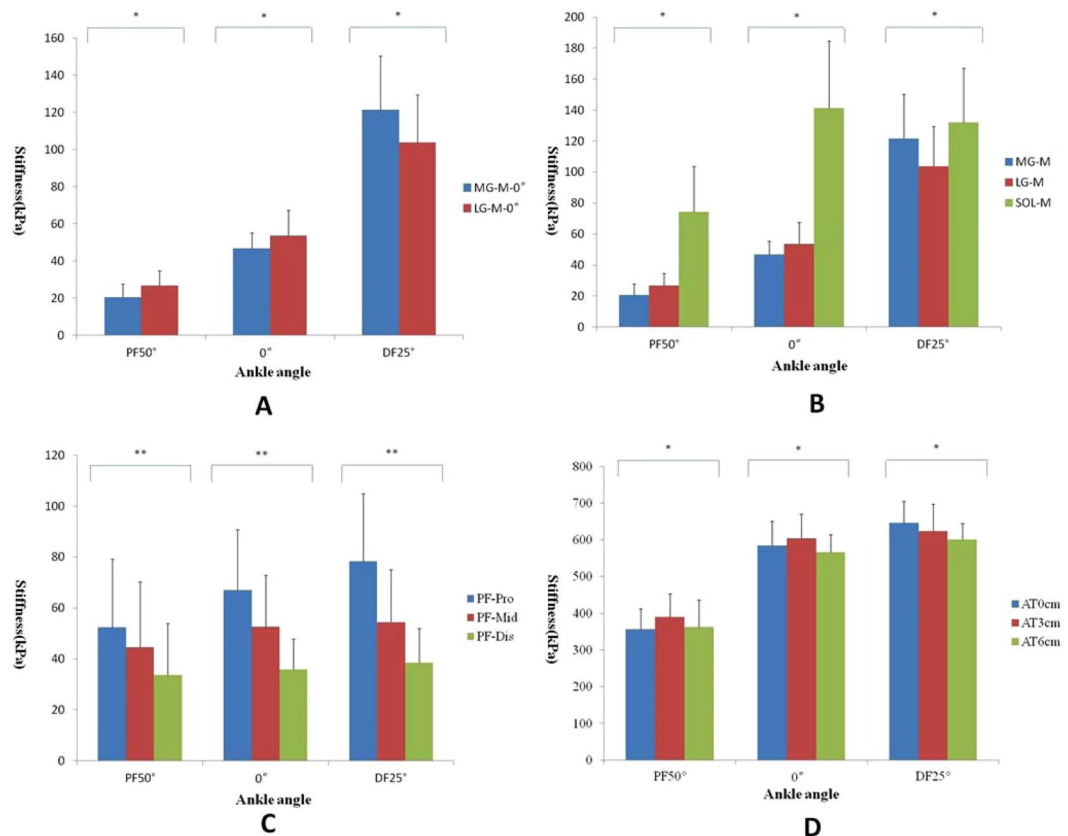 * * *
160
140
120
100
80
60
40
20
0
Stiffness(kPa)
MG-M-0°
LG-M-0°
PF50° 0° DF25°
Ankle angle
A
* * *
200
180
160
140
120
100
80
60
40
20
0
Stiffness(kPa)
MG-M
LG-M
SOL-M
PF50° 0° DF25°
Ankle angle
B
** ** **
120
100
80
60
40
20
0
Stiffness(kPa)
PF-Pro
PF-Mid
PF-Dis
PF50° 0° DF25°
Ankle angle
C
* * *
800
700
600
500
400
300
200
100
0
Stiffness(kPa)
AT0cm
AT3cm
AT6cm
PF50° 0° DF25°
Ankle angle
D